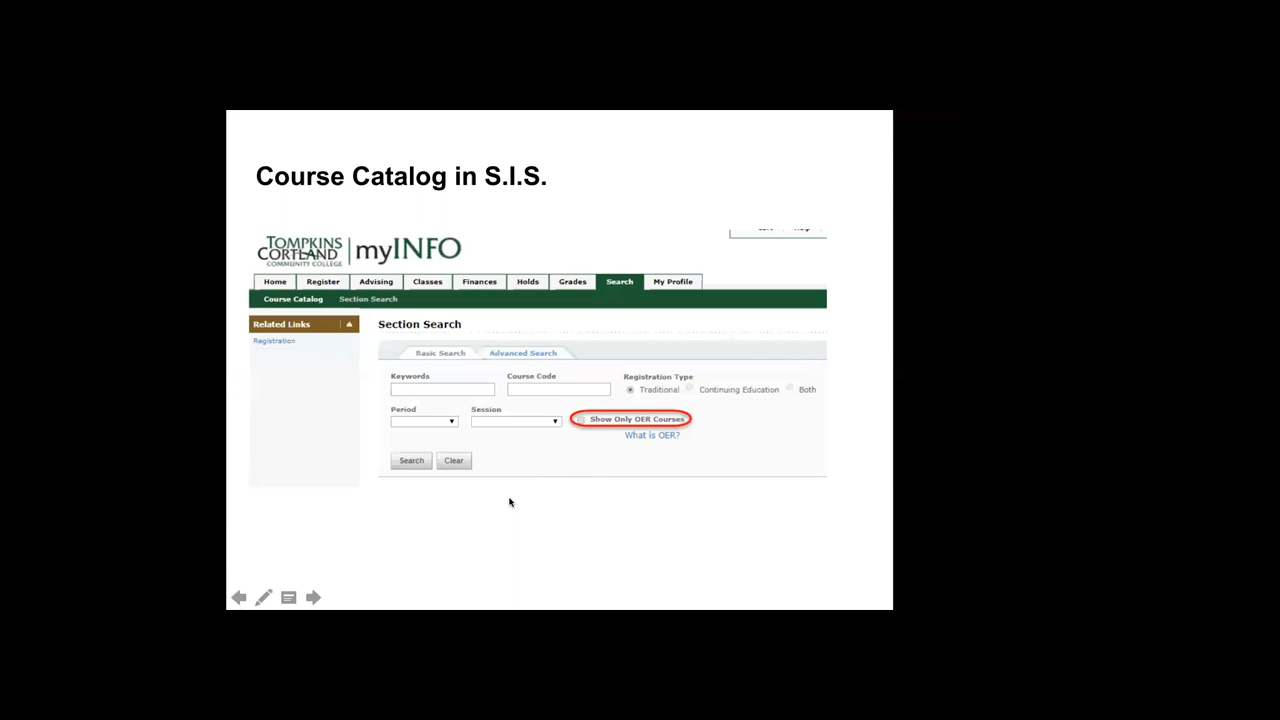 Course Catalog in S.I.S.
TOMPKINS CORTLAND COMMUNITY COLLEGE
myINFO
Home Register Advising Classes Finances Holds Grades Search My Profile
Course Catalog Section Search
Related Links
Registration
Section Search
Basic Search Advanced Search
Keywords Course Code Registration Type
Traditional Continuing Education Both
Period Session Show Only OER Courses
What is OER?
Search Clear